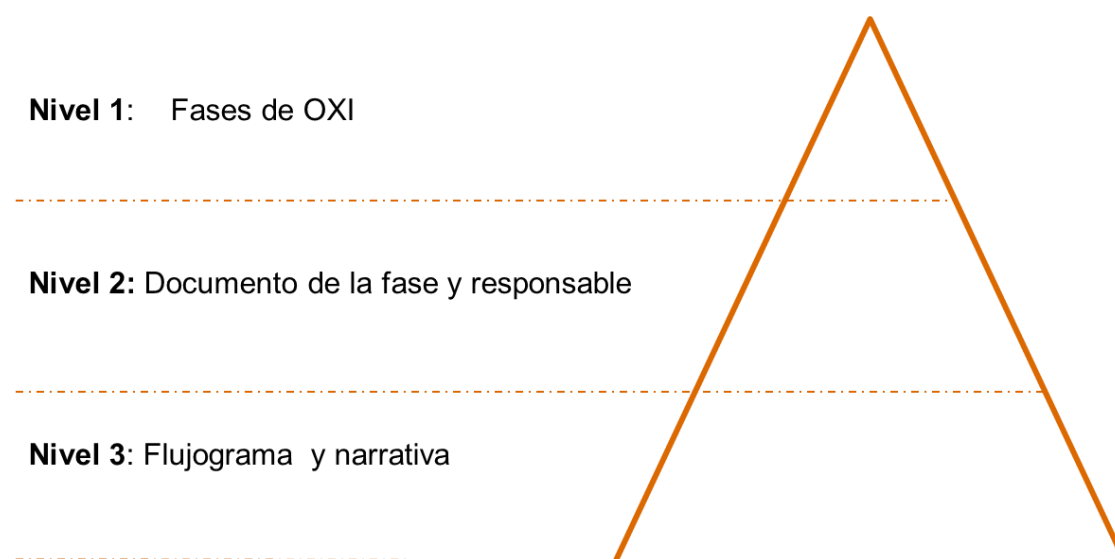 Nivel 1: Fases de OXI
Nivel 2: Documento de la fase y responsable
Nivel 3: Flujograma y narrativa